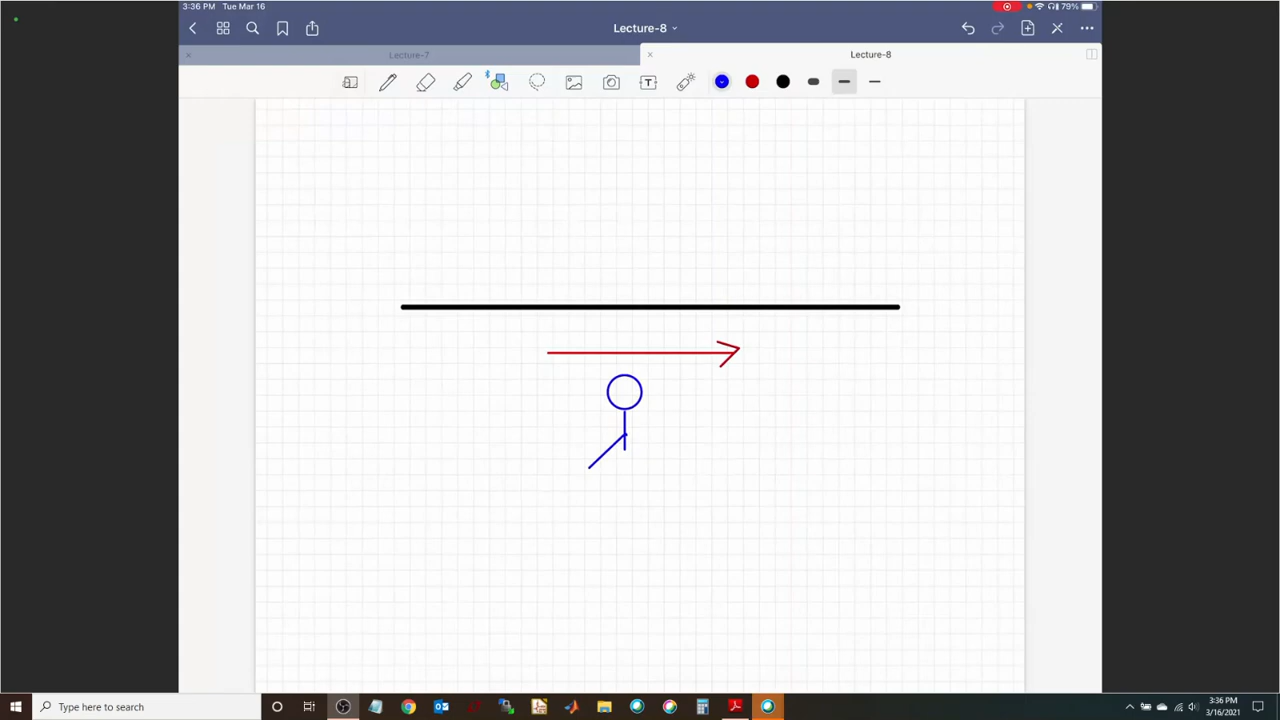 3:36 PM Tue Mar 16
79%
Lecture-8
Lecture-7
Lecture-8
T
Type here to search
3:36 PM
3/16/2021